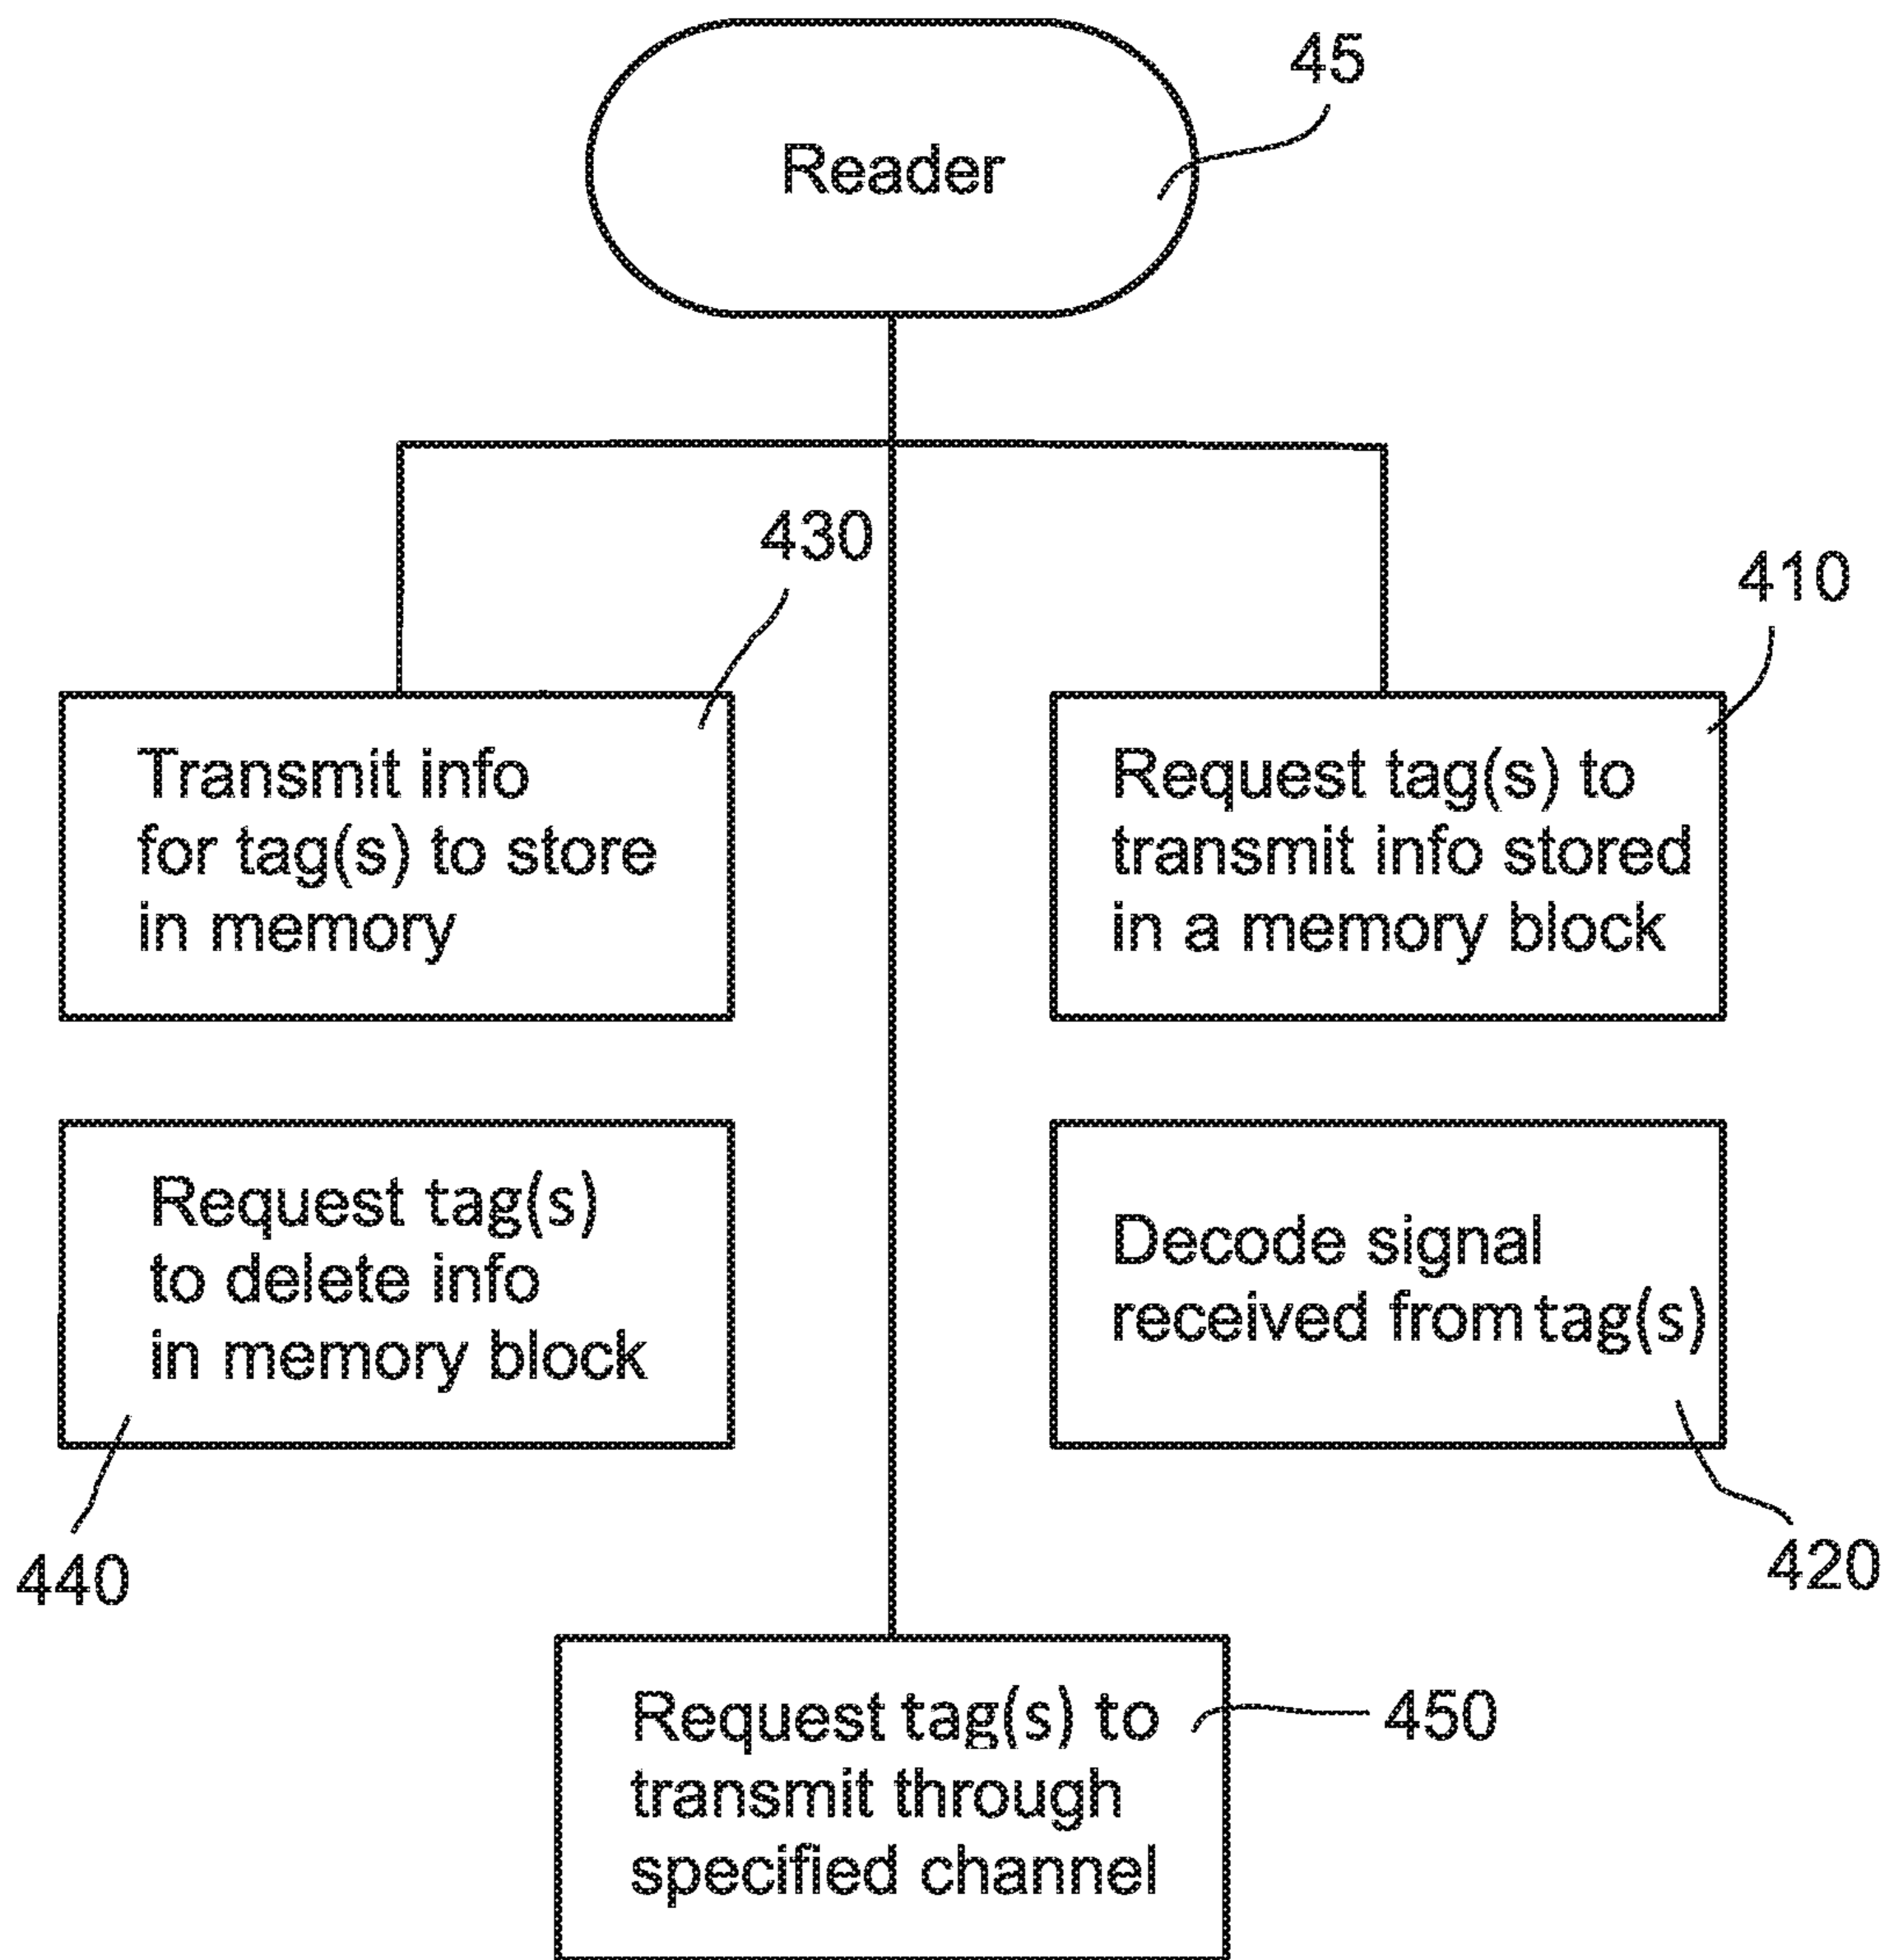 45
Reader
430
410
Transmit info
for tag(s) to store
in memory
Request tag(s) to
transmit info stored
in a memory block
Request tag(s)
to delete info
in memory block
Decode signal
received from tag(s)
440
420
Request tag(s) to
transmit through
specified channel
450